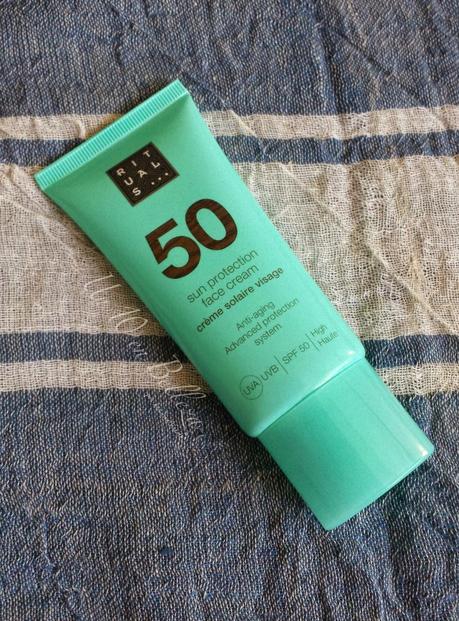 RIT
UAL
S...
50
sun protection
face cream
crème solaire visage
Anti-aging
Advanced protection
system
UVA UVB SPF 50 High
Haute